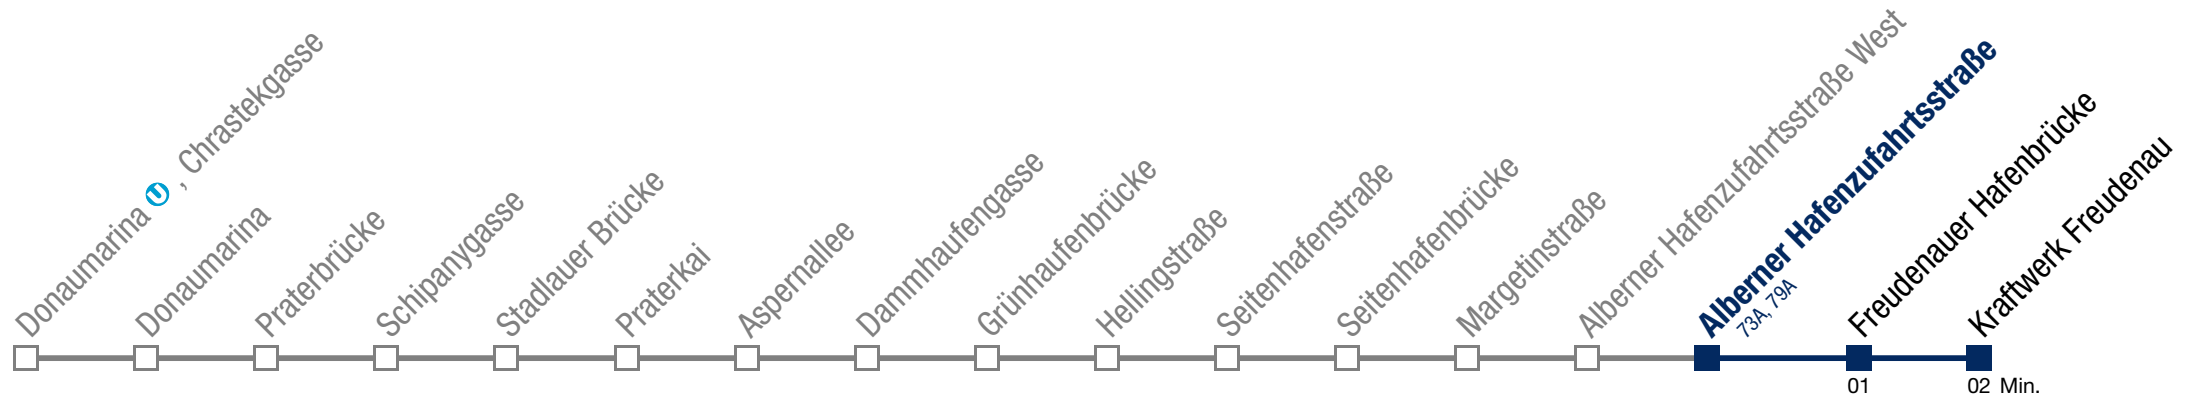 Donaumarina U, Chrastekgasse
Donaumarina
Praterbrücke
Schipanygasse
Stadlauer Brücke
Praterkai
Aspernallee
Dammhaufengasse
Grünhaufenbrücke
Hellingstraße
Seitenhafenstraße
Seitenhafenbrücke
Margetinstraße
Alberner Hafenzufahrtsstraße West
Alberner Hafenzufahrtsstraße
73A, 79A
Freudenauer Hafenbrücke
Kraftwerk Freudenau
01
02 Min.